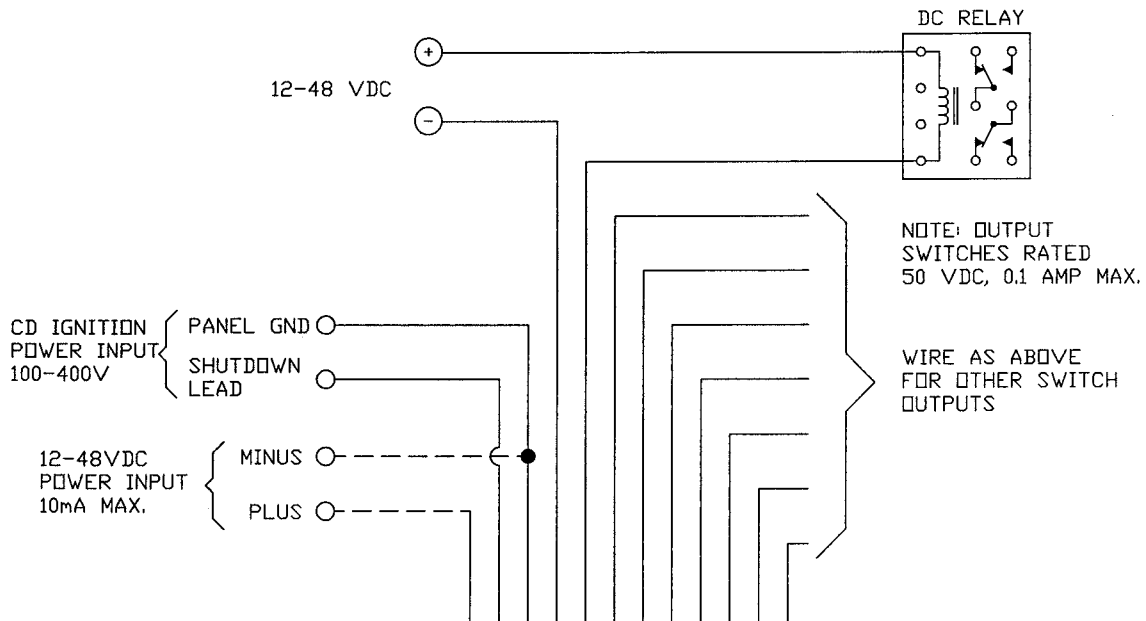 DC RELAY
+
12-48 VDC
-
NOTE: OUTPUT
SWITCHES RATED
50 VDC, 0.1 AMP MAX.
CD IGNITION
POWER INPUT
100-400V
PANEL GND
SHUTDOWN
LEAD
WIRE AS ABOVE
FOR OTHER SWITCH
OUTPUTS
12-48VDC
POWER INPUT
10mA MAX.
MINUS
PLUS